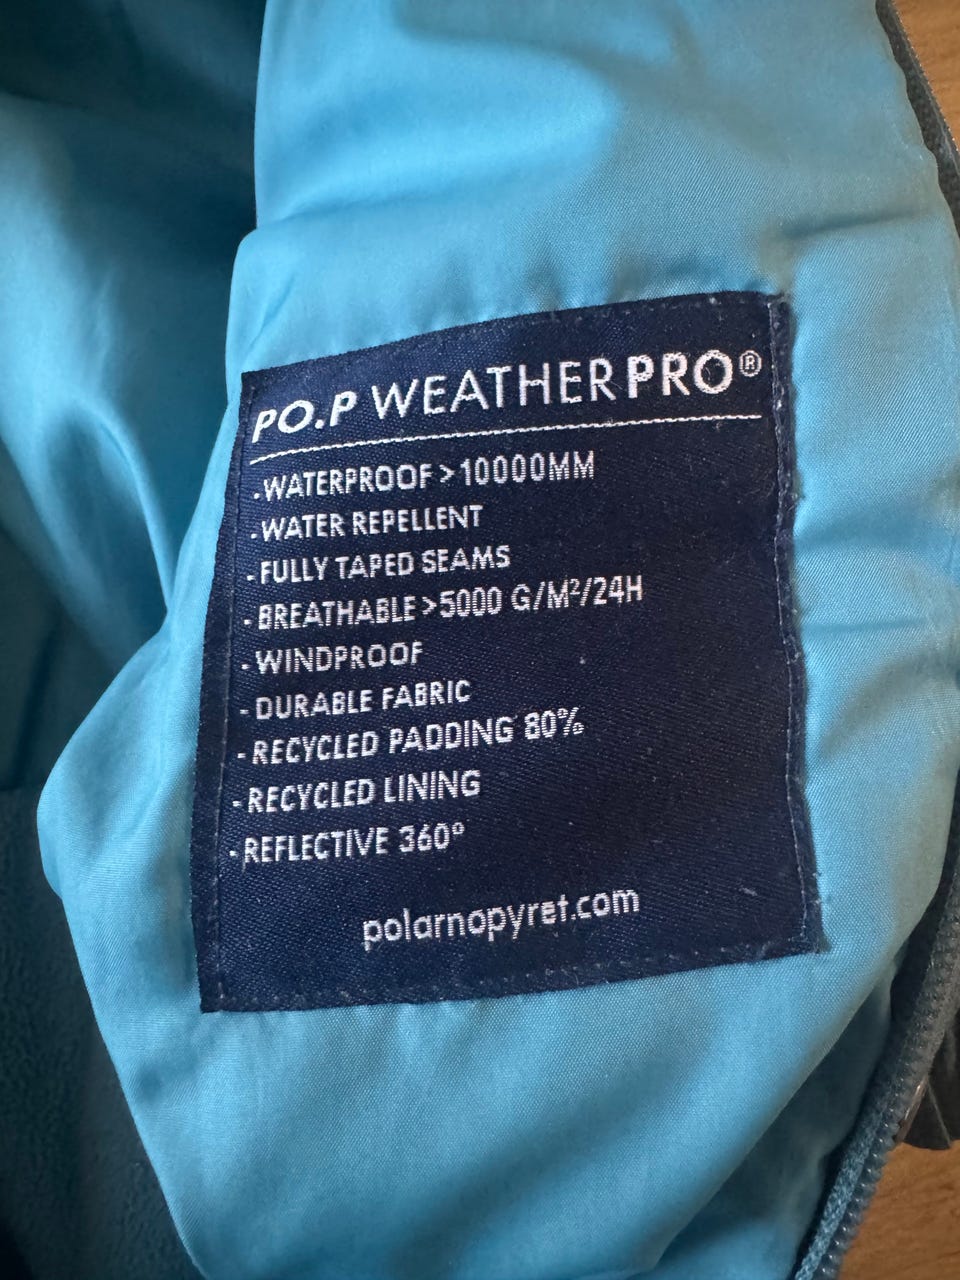 PO.P WEATHERPRO®
.WATERPROOF >10000MM
.WATER REPELLENT
-FULLY TAPED SEAMS
-BREATHABLE>5000 G/M²/24H
-WINDPROOF
-DURABLE FABRIC
-RECYCLED PADDING 80%
-RECYCLED LINING
-REFLECTIVE 360°
polarnopyret.com